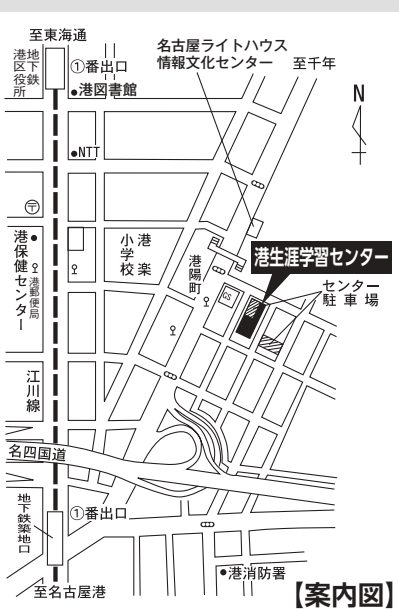 至東海通
名古屋ライトハウス
情報文化センター
至千年
地下鉄
港区役所
①番出口
港図書館
N
NTT
〒
港保健センター
港郵便局
港楽
小学校
港陽町
港生涯学習センター
センター
駐車場
GS
江川線
名四国道
地下鉄築地口
①番出口
港消防署
至名古屋港
【案内図】